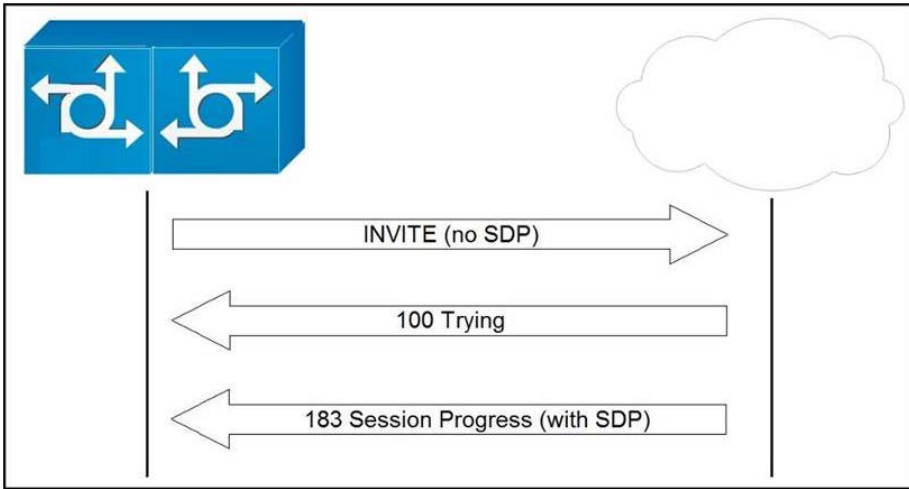 INVITE (no SDP)
100 Trying
183 Session Progress (with SDP)